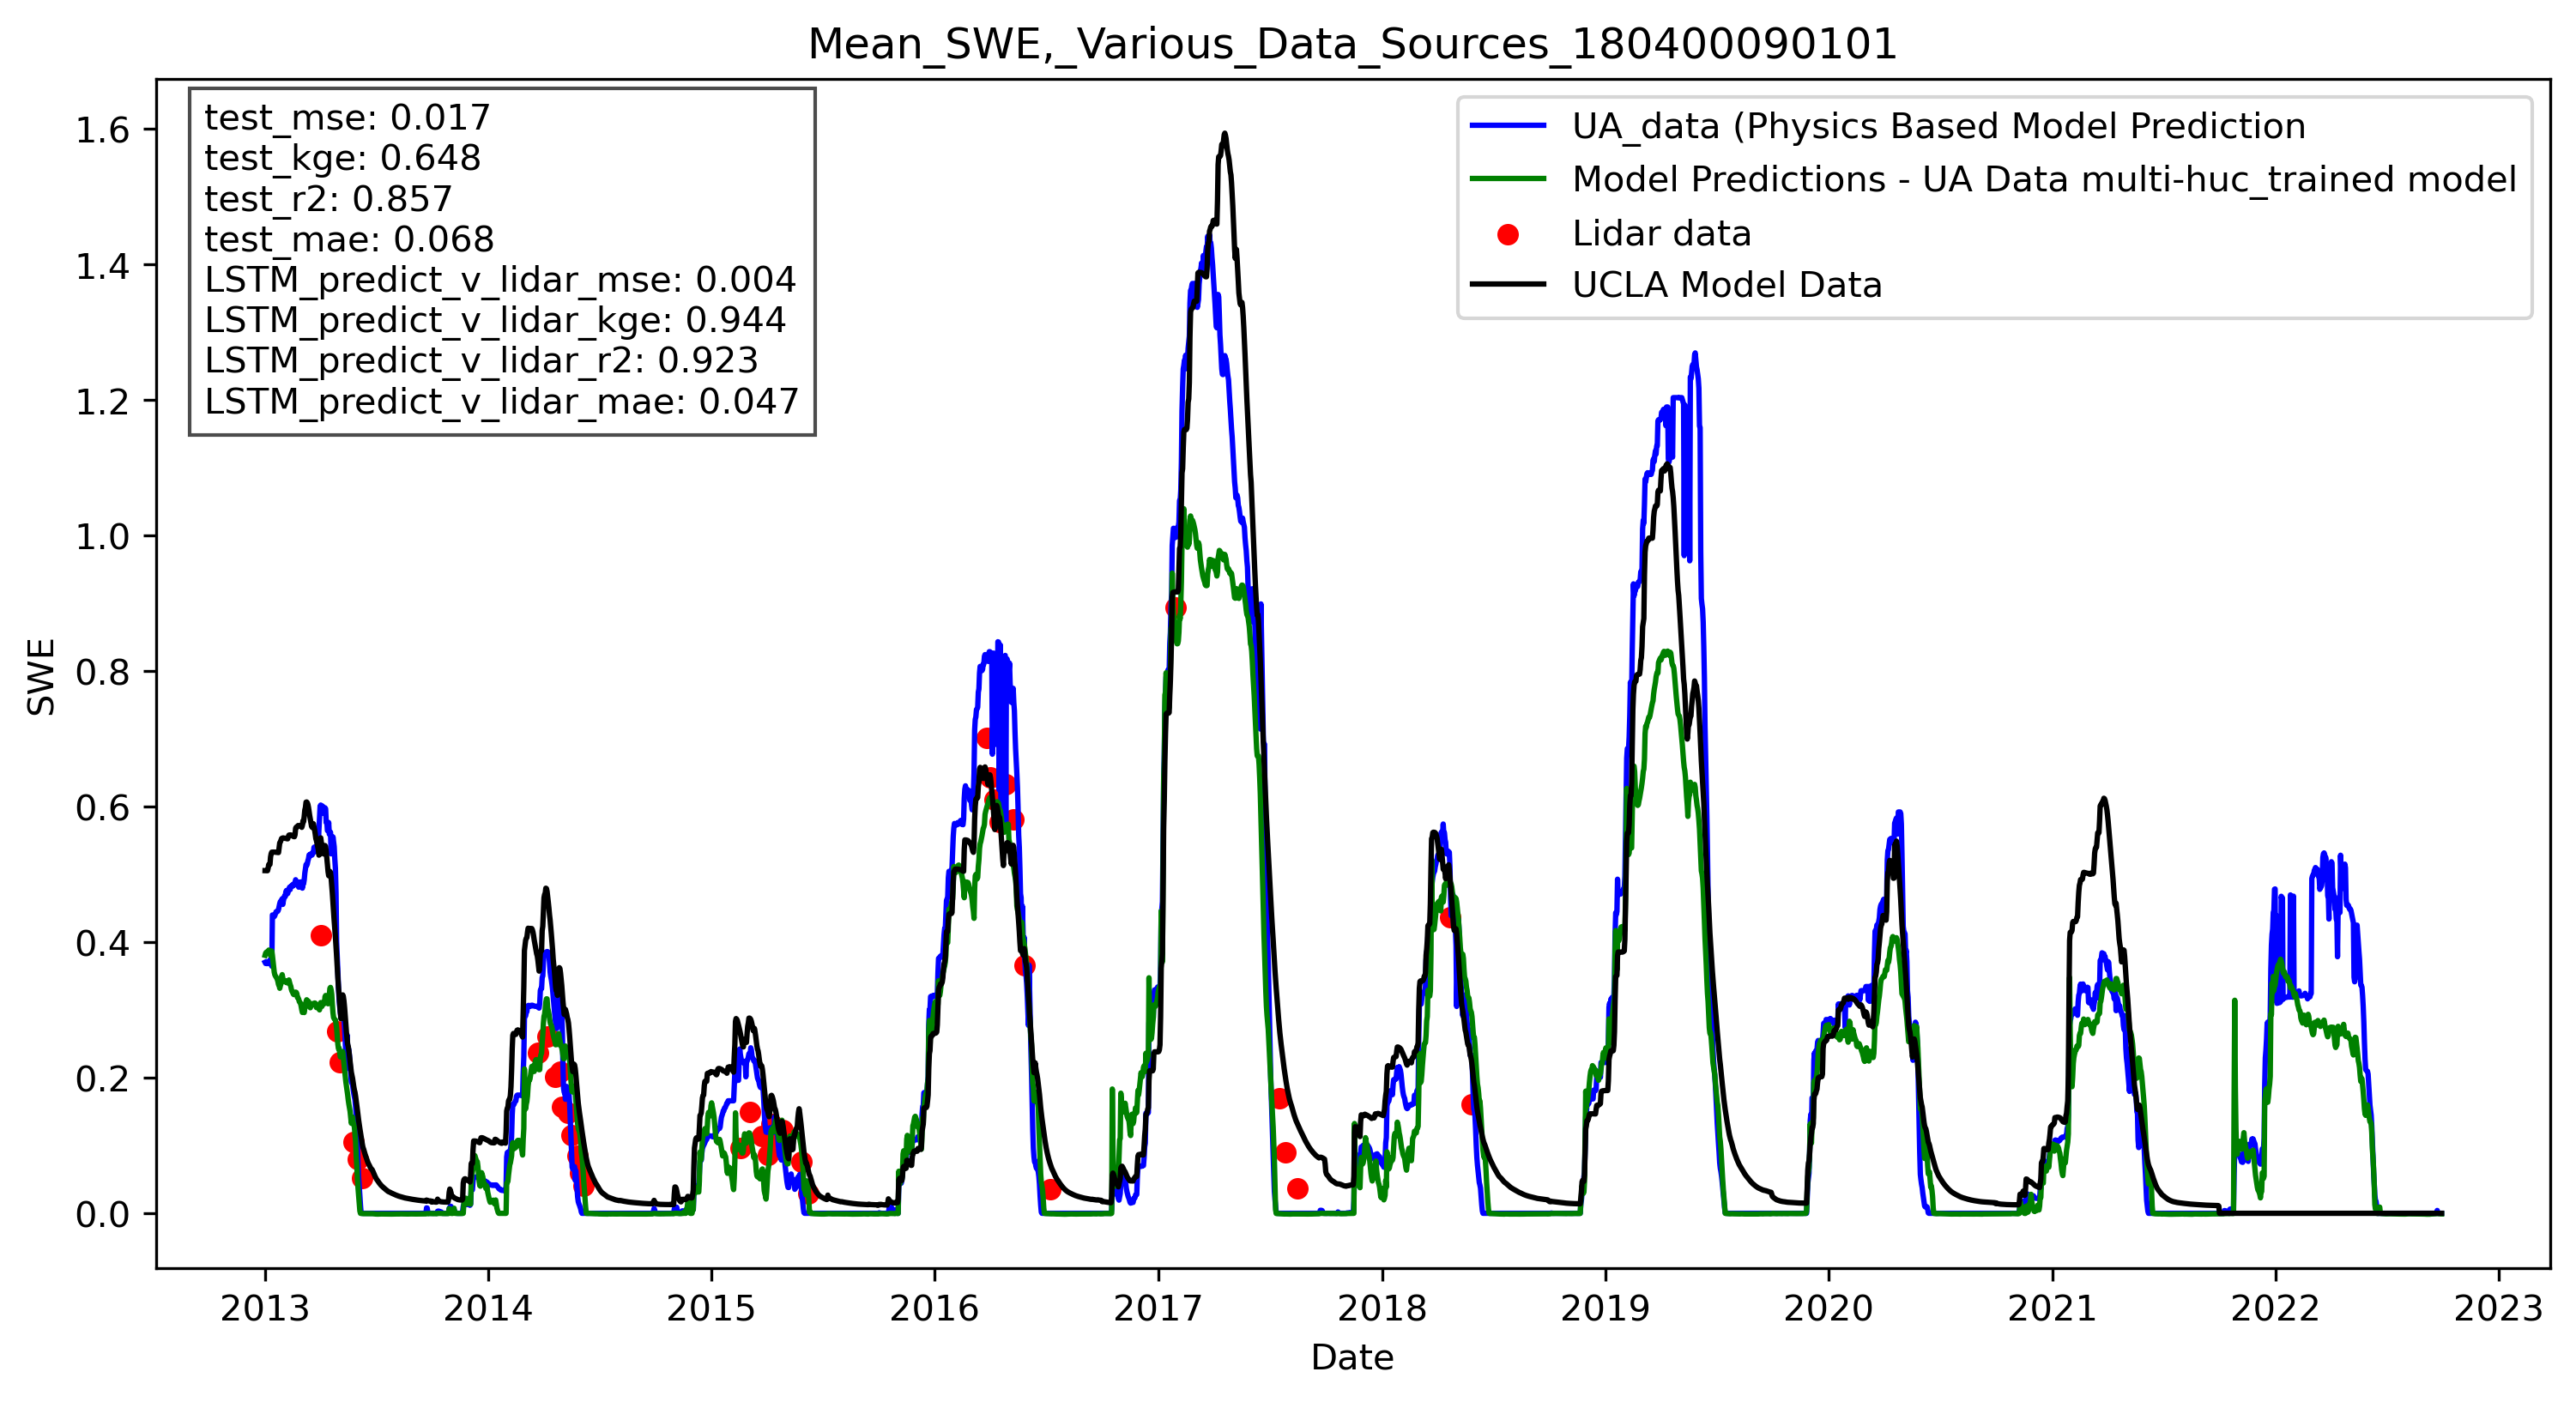 Mean_SWE,_Various_Data_Sources_180400090101
test_mse: 0.017
test_kge: 0.648
test_r2: 0.857
test_mae: 0.068
LSTM_predict_v_lidar_mse: 0.004
LSTM_predict_v_lidar_kge: 0.944
LSTM_predict_v_lidar_r2: 0.923
LSTM_predict_v_lidar_mae: 0.047
UA_data (Physics Based Model Prediction
Model Predictions - UA Data multi-huc_trained model
Lidar data
UCLA Model Data
1.6
1.4
1.2
1.0
0.8
0.6
0.4
0.2
0.0
SWE
2013 2014 2015 2016 2017 2018 2019 2020 2021 2022 2023
Date